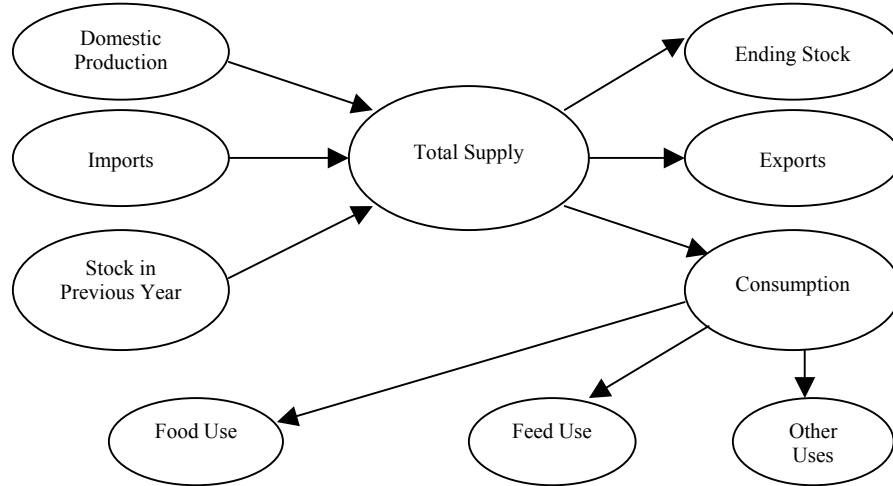 Domestic
Production
Ending Stock
Imports
Total Supply
Exports
Stock in
Previous Year
Consumption
Food Use
Feed Use
Other
Uses